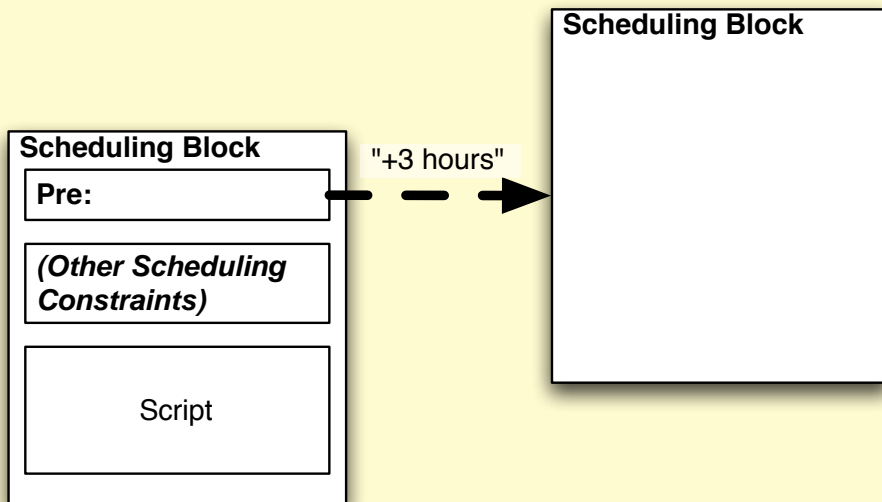 Scheduling Block
Scheduling Block
"+3 hours"
Pre:
(Other Scheduling
Constraints)
Script